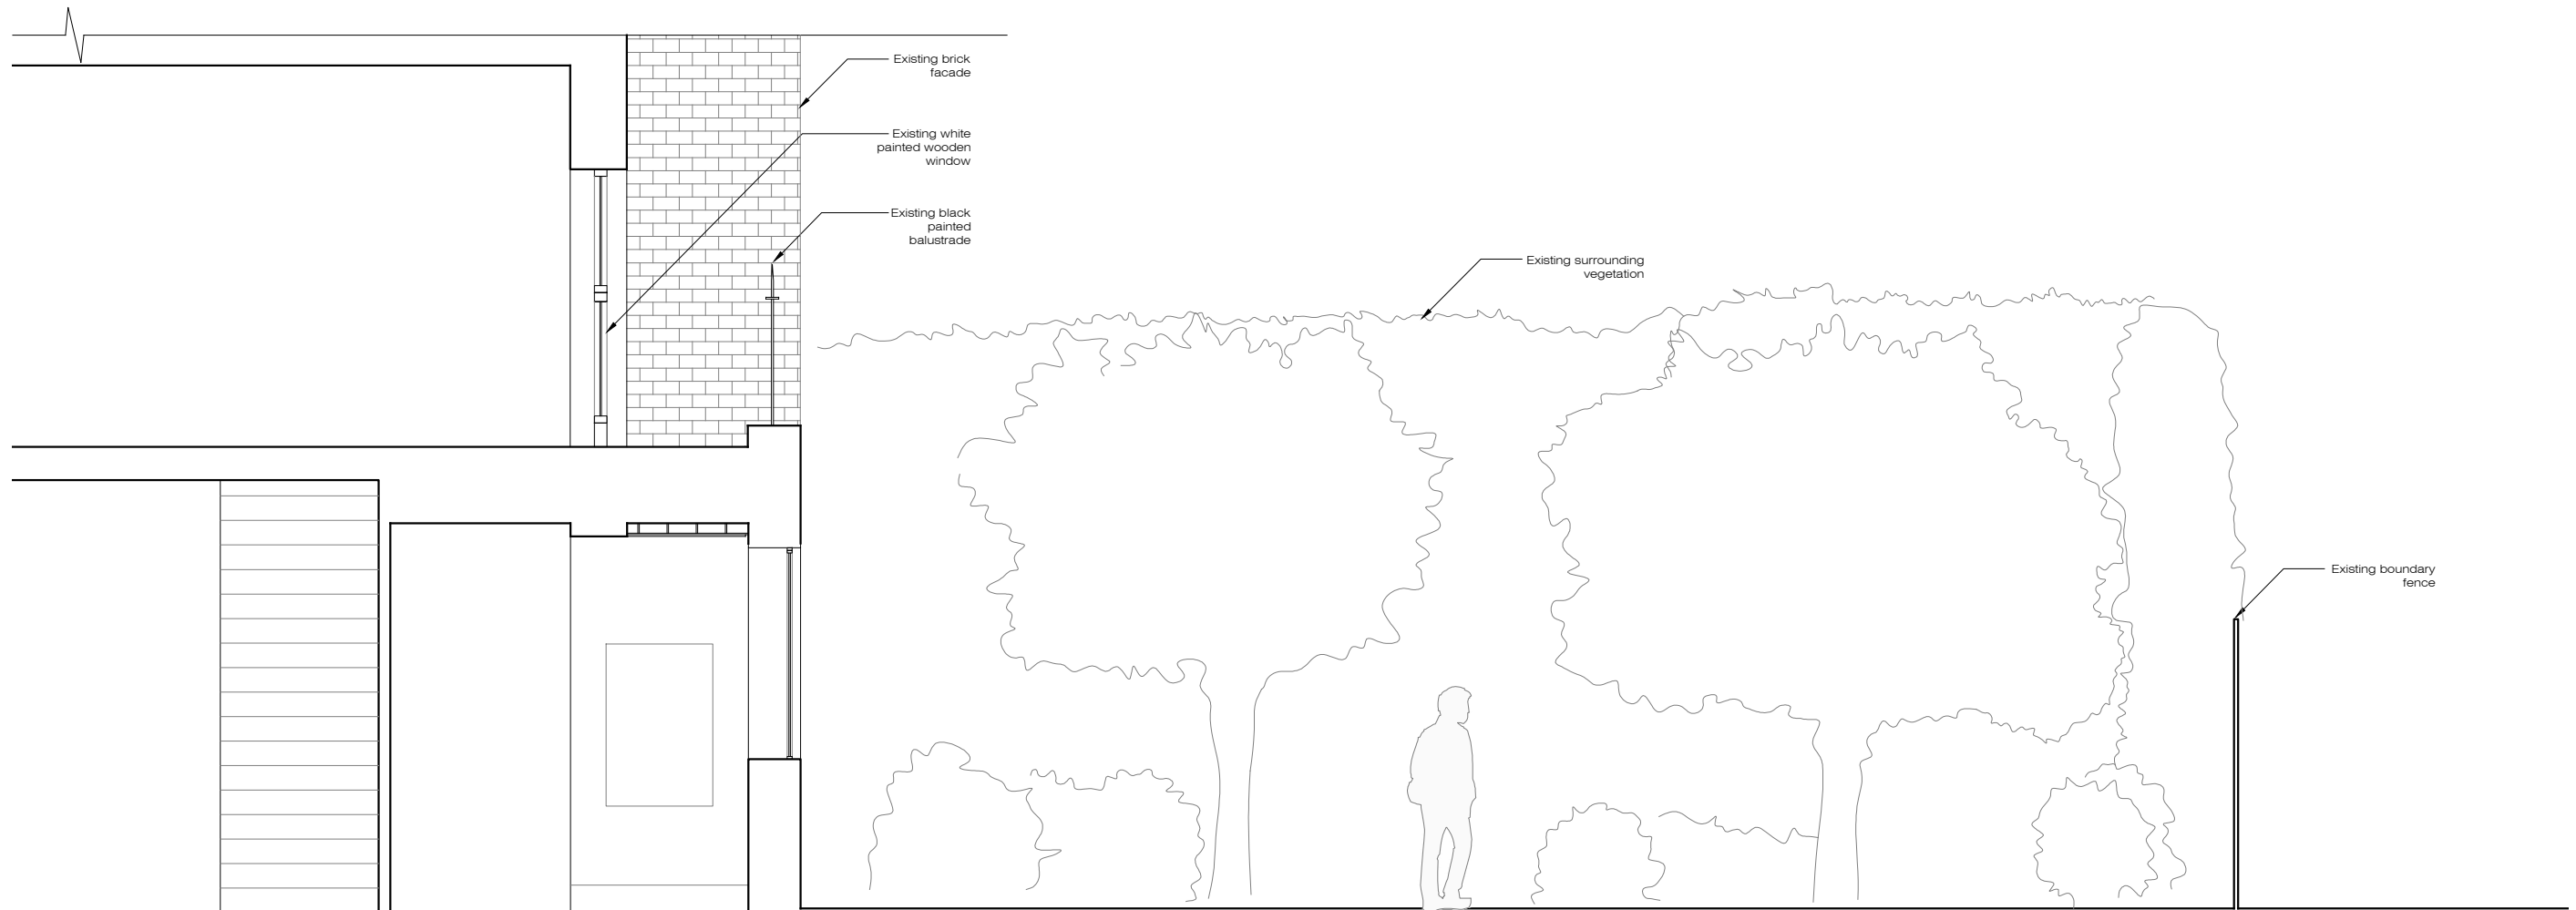 Existing brick
facade
Existing white
painted wooden
window
Existing black
painted
balustrade
Existing surrounding
vegetation
Existing boundary
fence